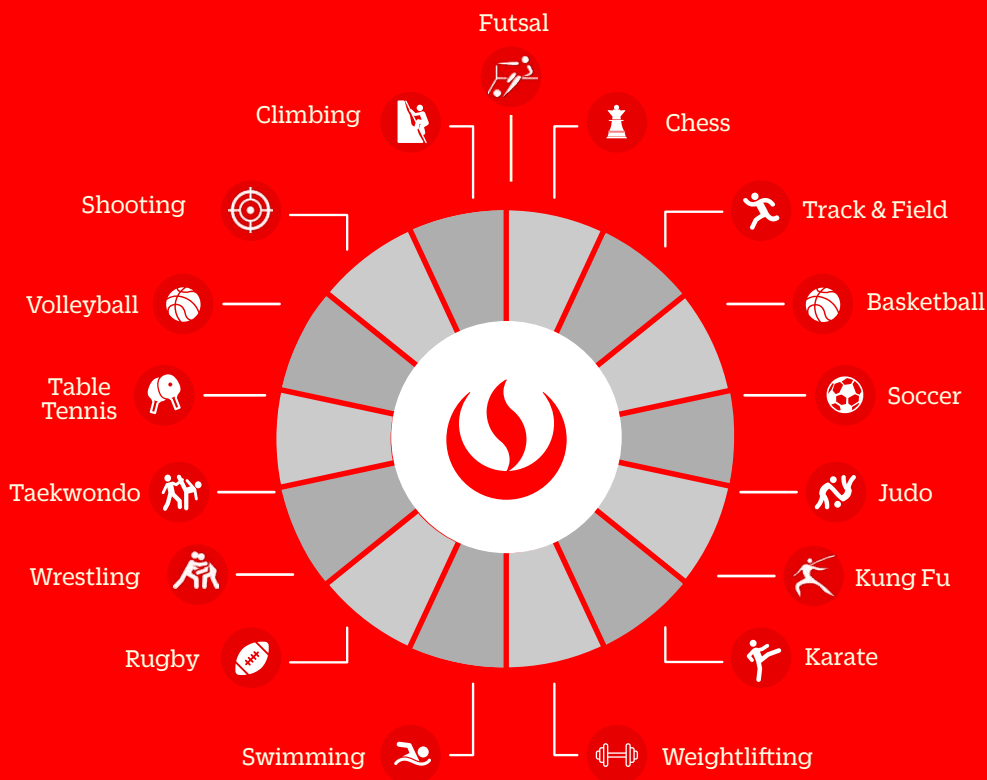 Futsal
Climbing
Chess
Shooting
Track & Field
Volleyball
Basketball
Table
Tennis
Soccer
Taekwondo
Judo
Wrestling
Kung Fu
Rugby
Karate
Swimming
Weightlifting